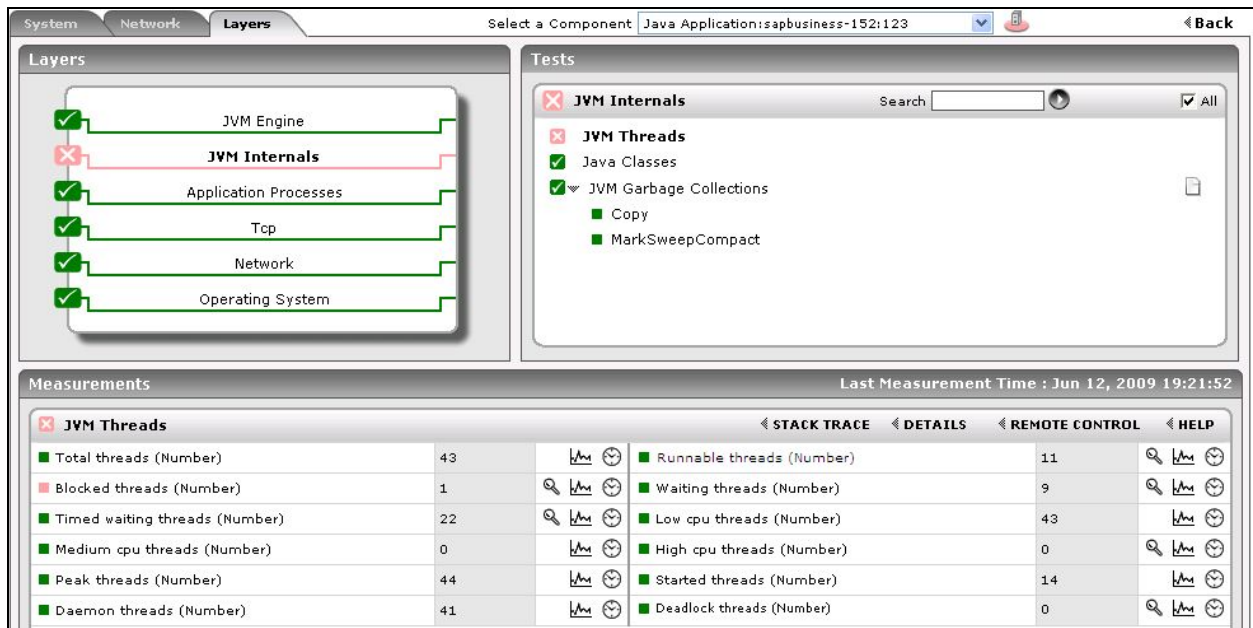 System Network Layers Select a Component Java Application:sapbusiness-152:123 Back
Layers
JVM Engine
JVM Internals
Application Processes
Tcp
Network
Operating System
Tests
JVM Internals Search All
JVM Threads
Java Classes
JVM Garbage Collections
Copy
MarkSweepCompact
Measurements Last Measurement Time : Jun 12, 2009 19:21:52
JVM Threads STACK TRACE DETAILS REMOTE CONTROL HELP
Total threads (Number) 43 Runnable threads (Number) 11
Blocked threads (Number) 1 Waiting threads (Number) 9
Timed waiting threads (Number) 22 Low cpu threads (Number) 43
Medium cpu threads (Number) 0 High cpu threads (Number) 0
Peak threads (Number) 44 Started threads (Number) 14
Daemon threads (Number) 41 Deadlock threads (Number) 0